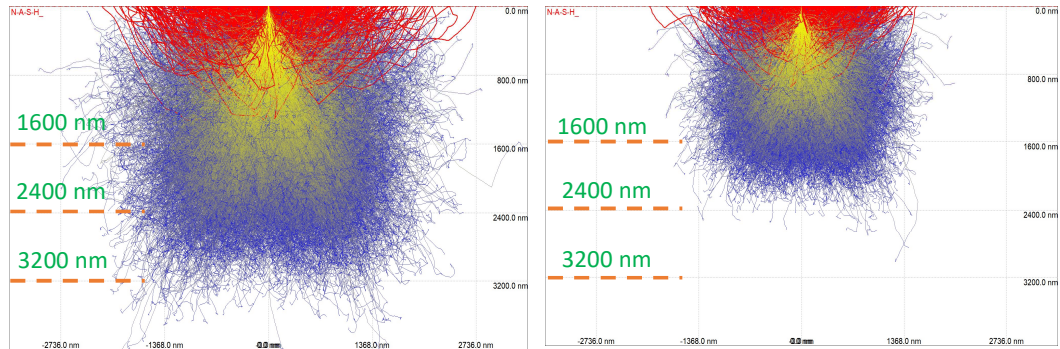 N-A-S-H_
0.0 nm
800.0 nm
1600 nm
1600.0 nm
2400 nm
2400.0 nm
3200 nm
3200.0 nm
-2736.0 nm
-1368.0 nm
1368.0 nm
2736.0 nm
N-A-S-H_
0.0 nm
800.0 nm
1600 nm
1600.0 nm
2400 nm
2400.0 nm
3200 nm
3200.0 nm
-2736.0 nm
-1368.0 nm
1368.0 nm
2736.0 nm